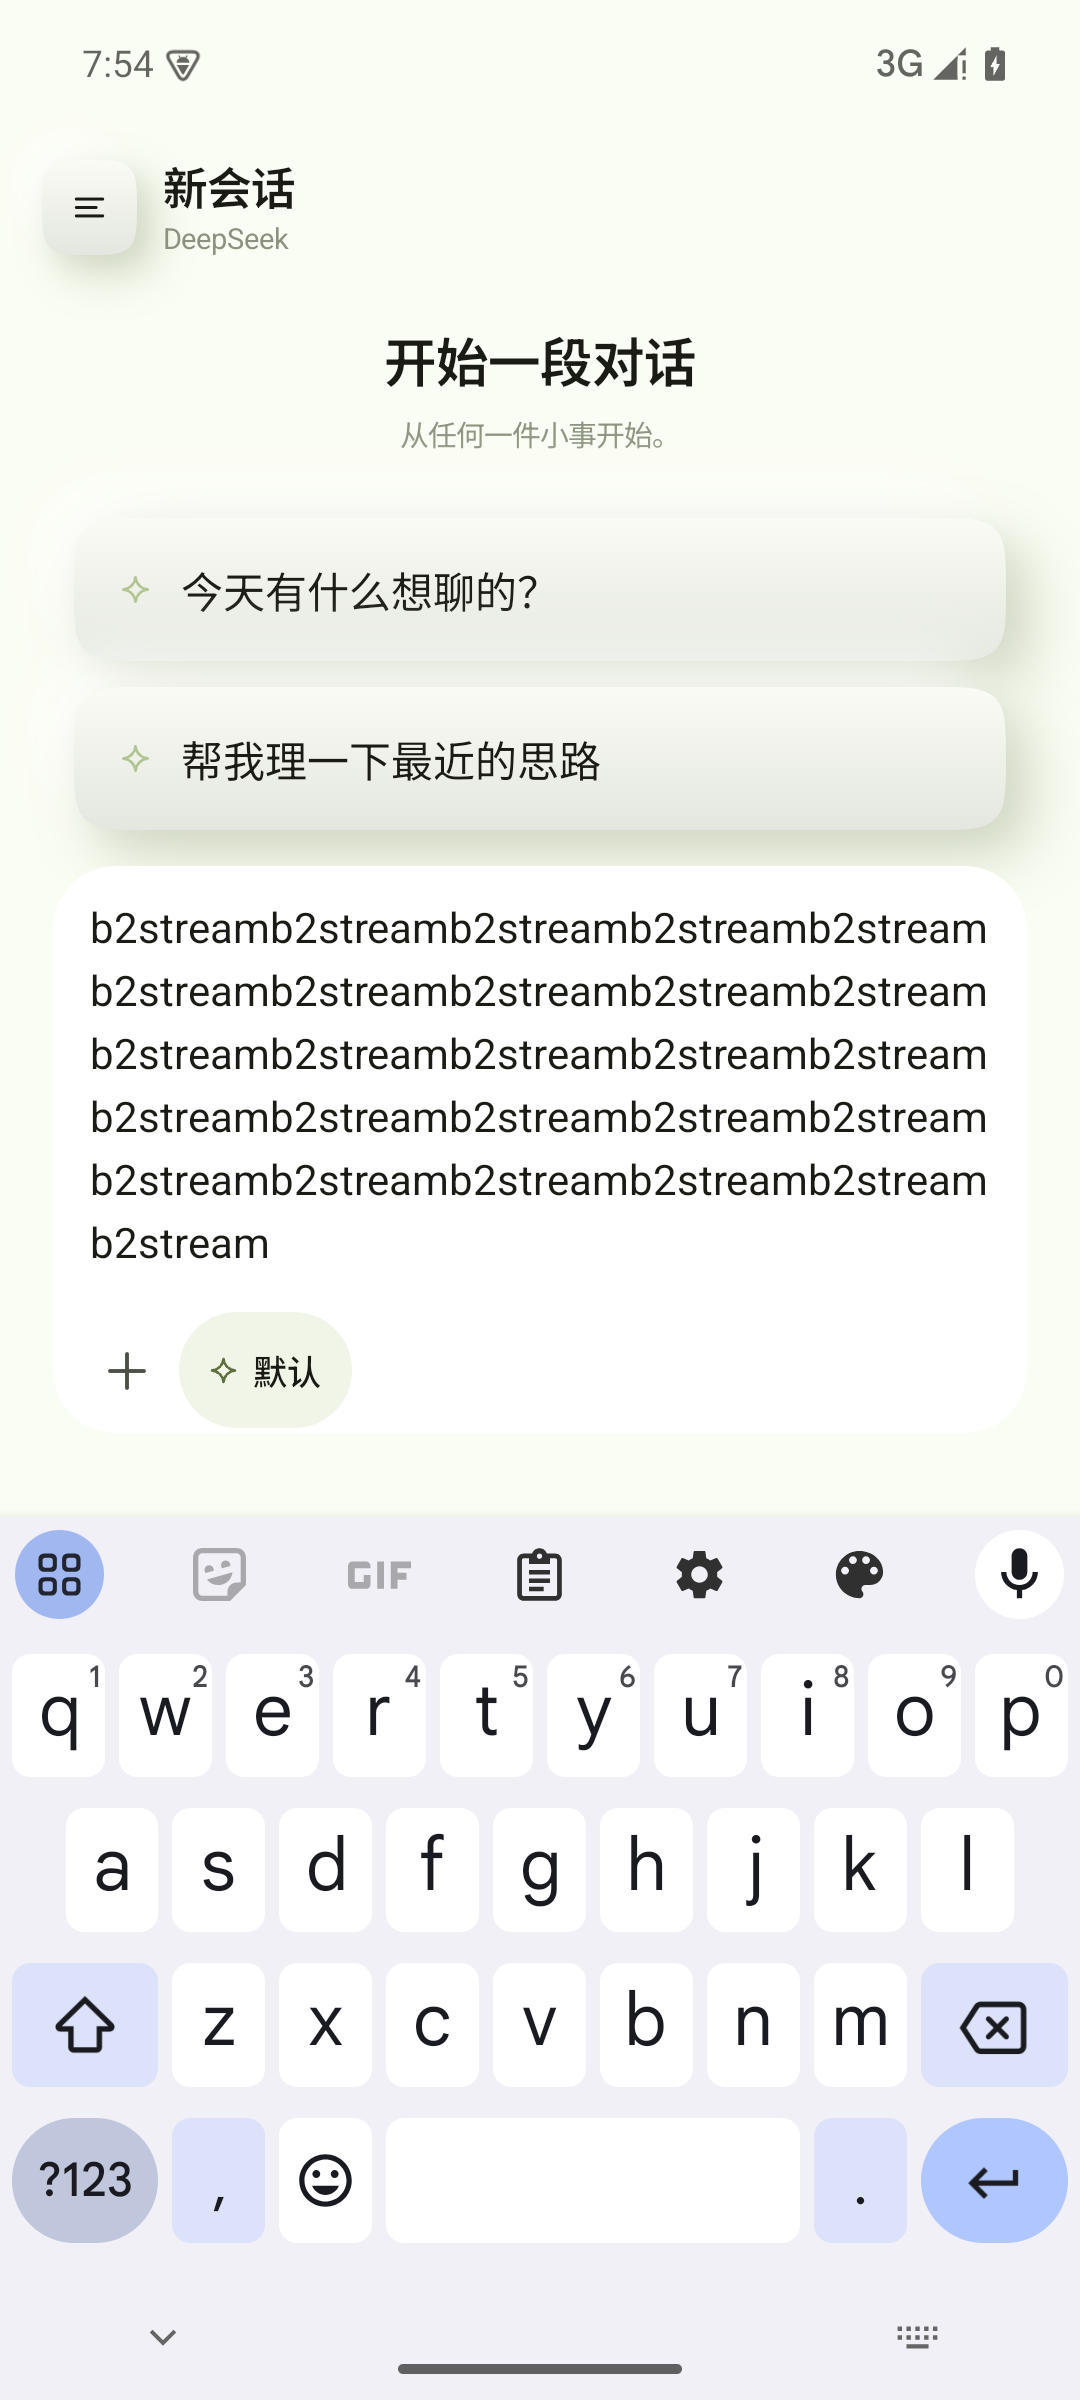 7:54
3G
新会话
DeepSeek
开始一段对话
从任何一件小事开始。
今天有什么想聊的?
帮我理一下最近的思路
b2streamb2streamb2streamb2streamb2stream
b2streamb2streamb2streamb2streamb2stream
b2streamb2streamb2streamb2streamb2stream
b2streamb2streamb2streamb2streamb2stream
b2streamb2streamb2streamb2streamb2stream
b2stream
默认
GIF
1 2 3 4 5 6 7 8 9 0
q w e r t y u i o p
a s d f g h j k l
z x c v b n m
?123 , .